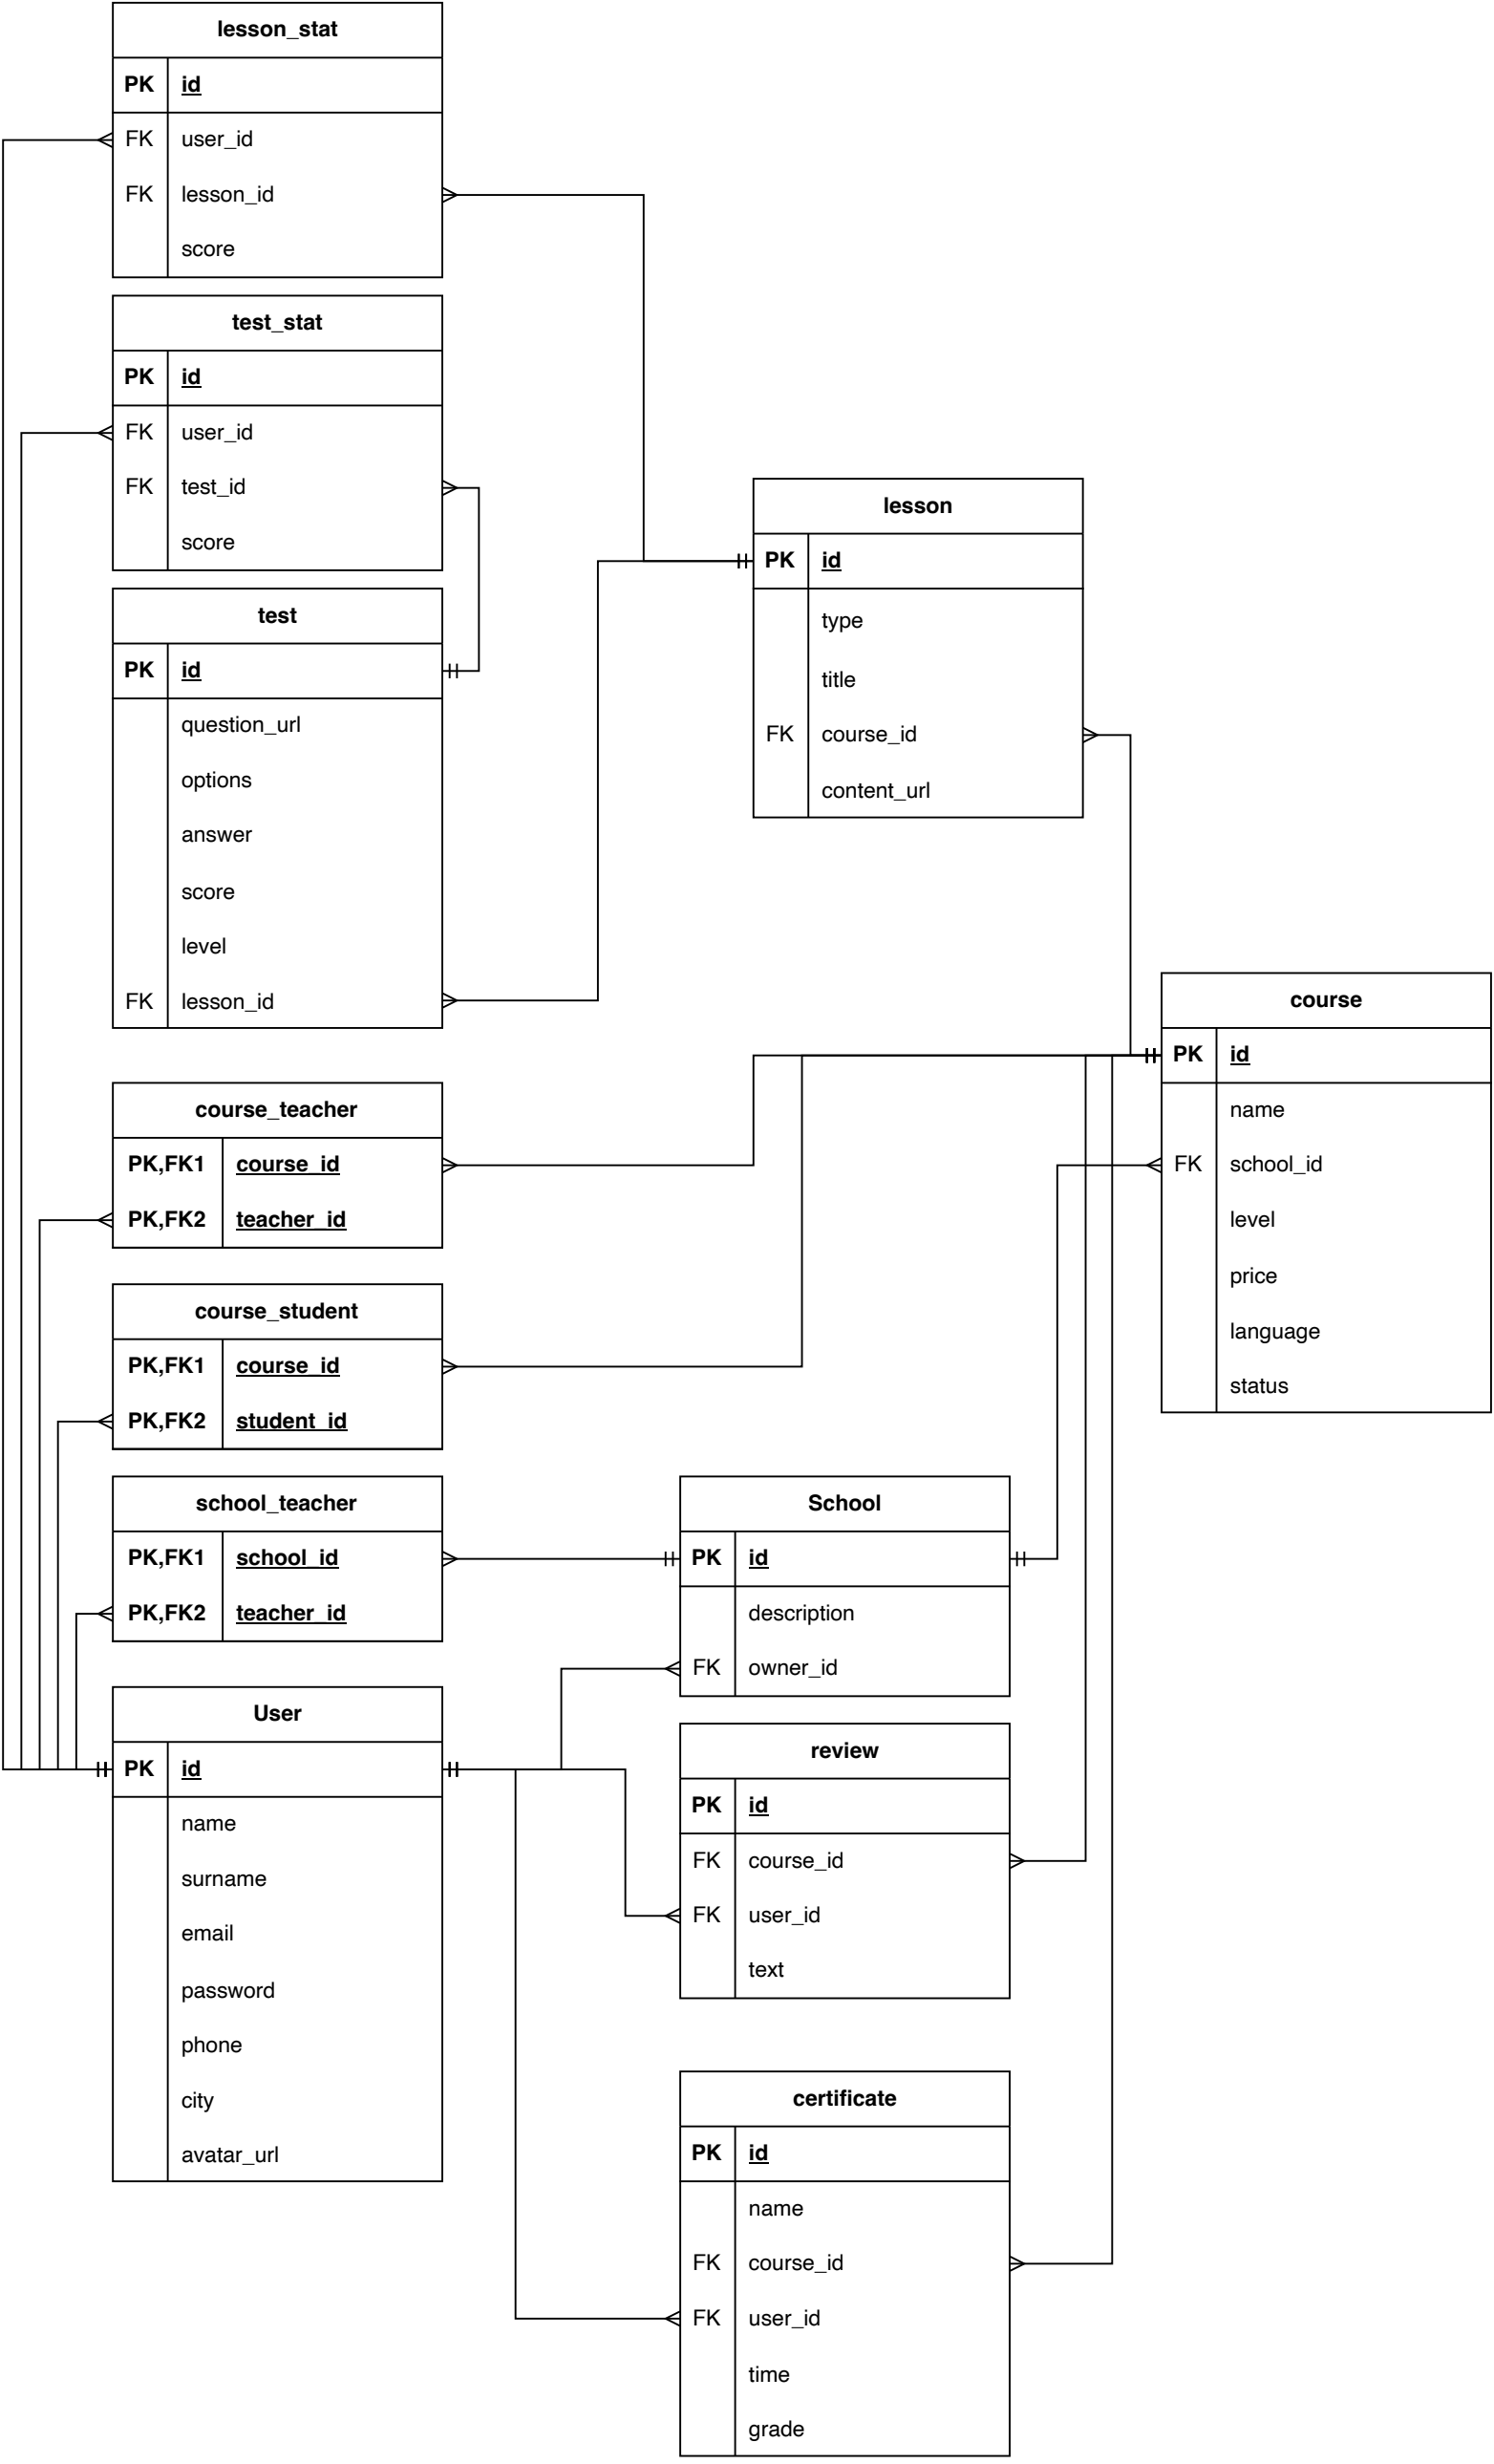 lesson_stat
PK id
FK user_id
FK lesson_id
score
test_stat
PK id
FK user_id
FK test_id
score
test
PK id
question_url
options
answer
score
level
FK lesson_id
lesson
PK id
type
title
FK course_id
content_url
course
PK id
name
FK school_id
level
price
language
status
course_teacher
PK,FK1 course_id
PK,FK2 teacher_id
course_student
PK,FK1 course_id
PK,FK2 student_id
school_teacher
PK,FK1 school_id
PK,FK2 teacher_id
School
PK id
description
FK owner_id
User
PK id
name
surname
email
password
phone
city
avatar_url
review
PK id
FK course_id
FK user_id
text
certificate
PK id
name
FK course_id
FK user_id
time
grade